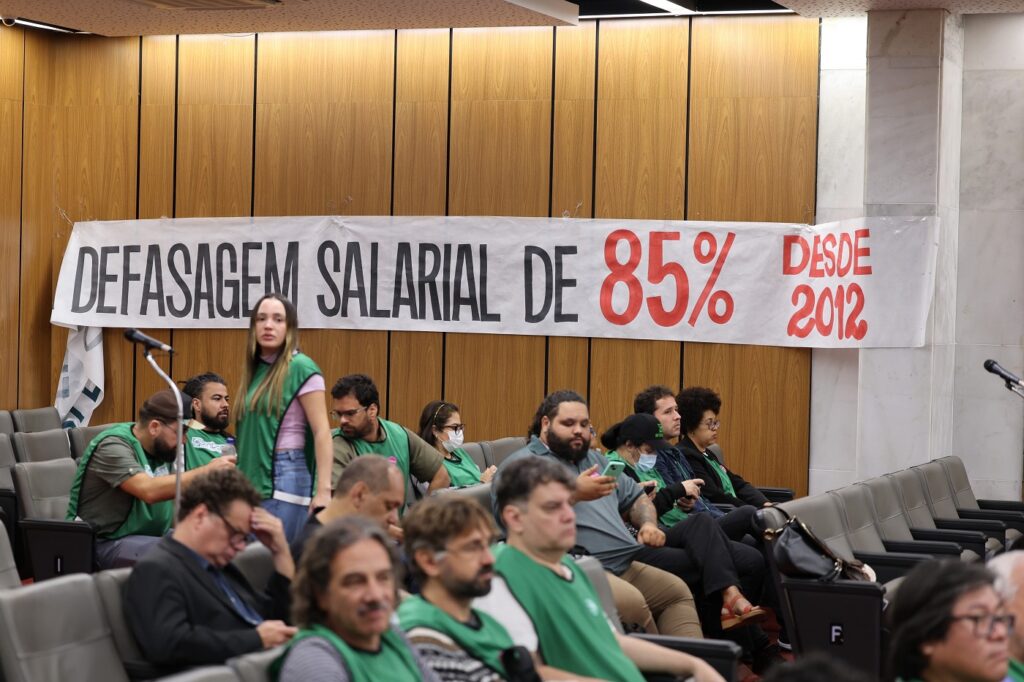 DEFASAGEM SALARIAL DE 85% DESDE
2012
F